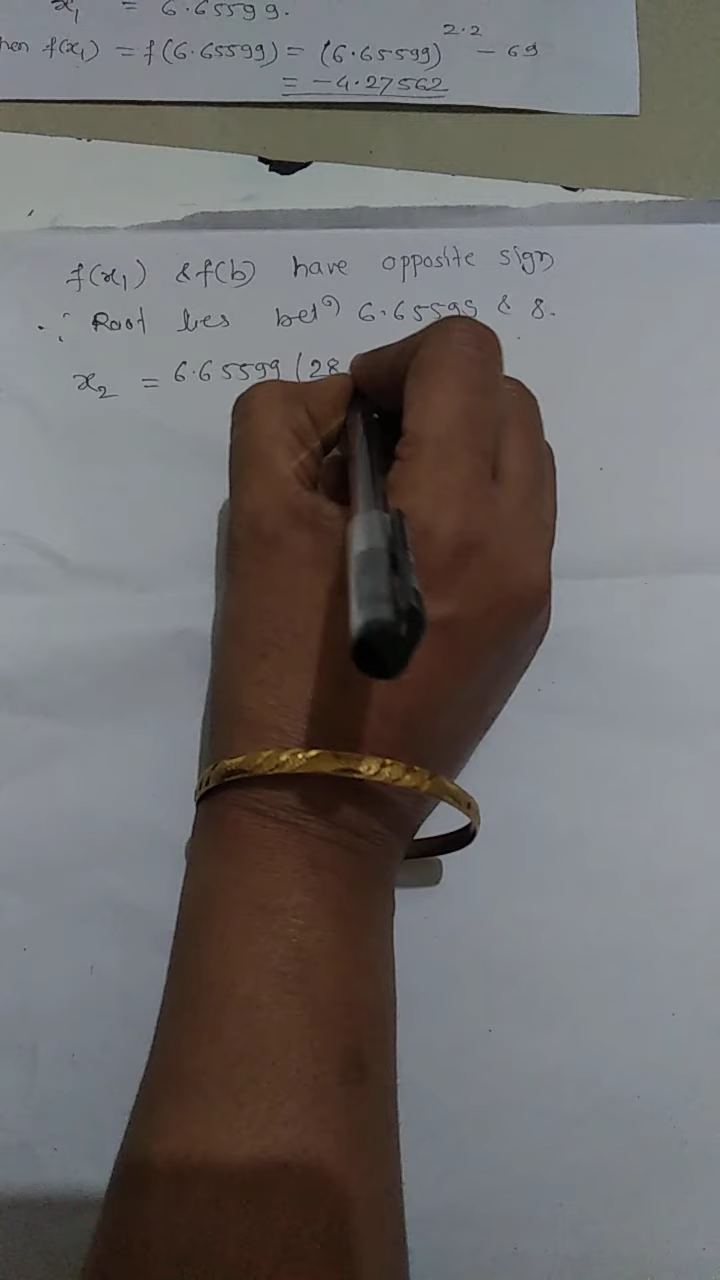 x₁ = 6.65599.
hen f(x₁) = f(6.65599) = (6.65599)^2.2 - 69
= -4.27562
f(x₁) & f(b) have opposite sign
∴ Root lies betⁿ 6.65599 & 8.
x₂ = 6.65599 (28